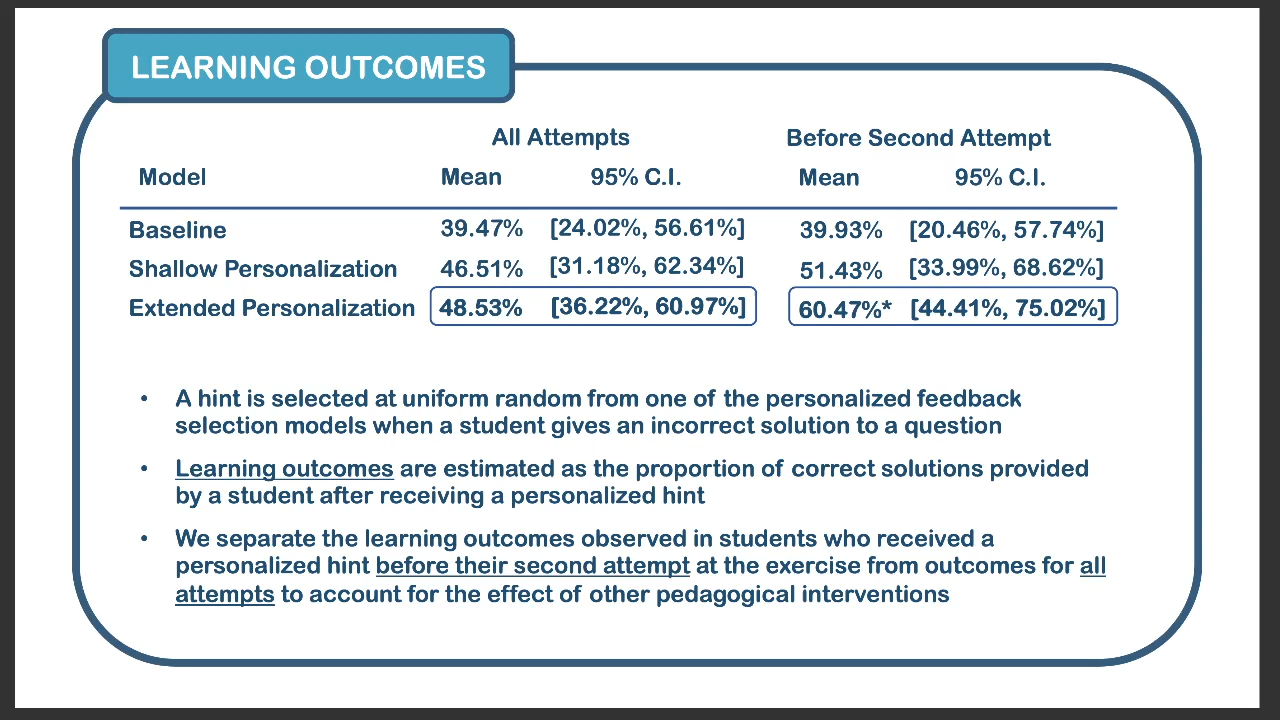 LEARNING OUTCOMES
All Attempts Before Second Attempt
Model Mean 95% C.I. Mean 95% C.I.
Baseline 39.47% [24.02%, 56.61%] 39.93% [20.46%, 57.74%]
Shallow Personalization 46.51% [31.18%, 62.34%] 51.43% [33.99%, 68.62%]
Extended Personalization 48.53% [36.22%, 60.97%] 60.47%* [44.41%, 75.02%]
• A hint is selected at uniform random from one of the personalized feedback
selection models when a student gives an incorrect solution to a question
• Learning outcomes are estimated as the proportion of correct solutions provided
by a student after receiving a personalized hint
• We separate the learning outcomes observed in students who received a
personalized hint before their second attempt at the exercise from outcomes for all
attempts to account for the effect of other pedagogical interventions